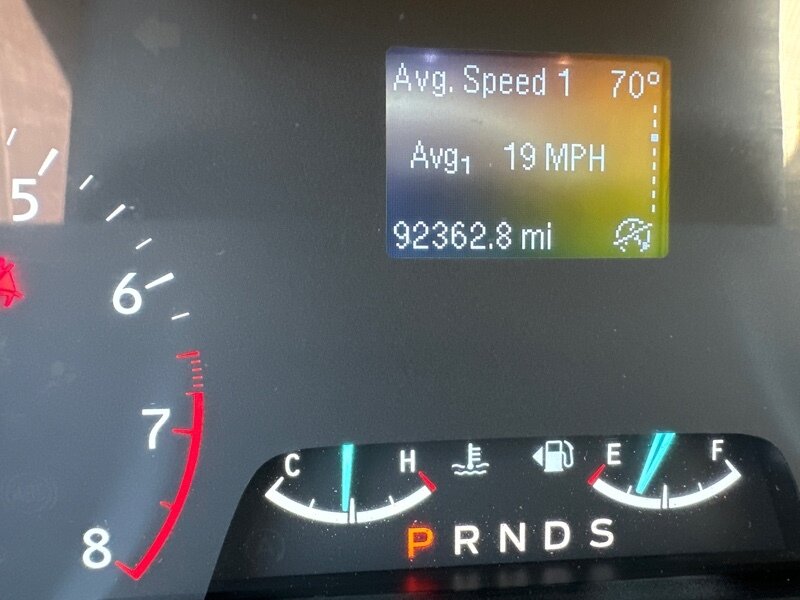 Avg. Speed 1 70°
Avg1 19 MPH
92362.8 mi
5
6
7
8
C H
E F
P R N D S